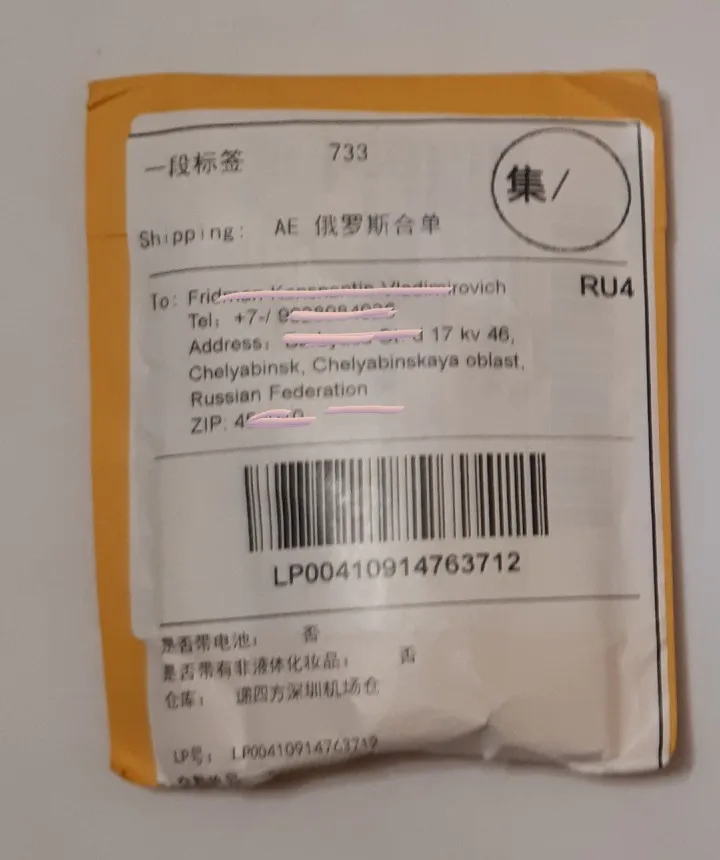 一段标签 733
集/
Shipping: AE 俄罗斯合单
RU4
To: vich
Tel: +7-/
Address: 17 kv 46,
Chelyabinsk, Chelyabinskaya oblast,
Russian Federation
ZIP:
LP00410914763712
是否带电池: 否
是否带有非液体化妆品: 否
仓库: 递四方深圳机场仓
LP号: LP00410914763712